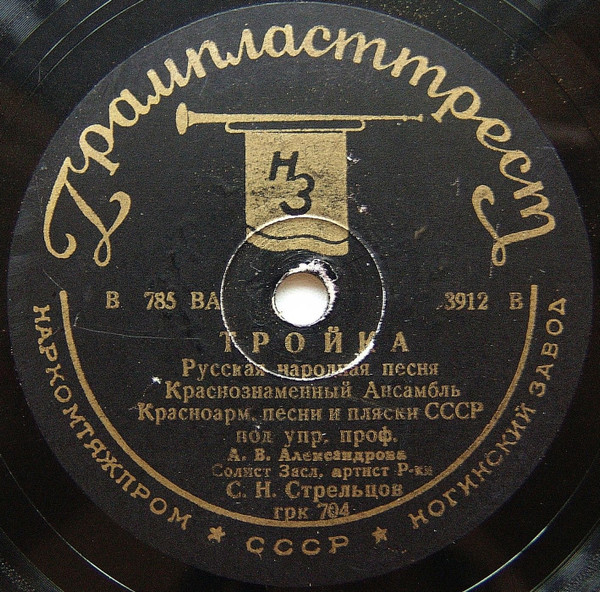 Грампласттрест
НЗ
В 785 ВА 3912 В
ТРОЙКА
Русская народная песня
Краснознаменный Ансамбль
Красноарм. песни и пляски СССР
под упр. проф.
А. В. Александрова
Солист Засл. артист Р-ки
С. Н. Стрельцов
грк 704
НАРКОМТЯЖПРОМ ★ СССР ★ НОГИНСКИЙ ЗАВОД